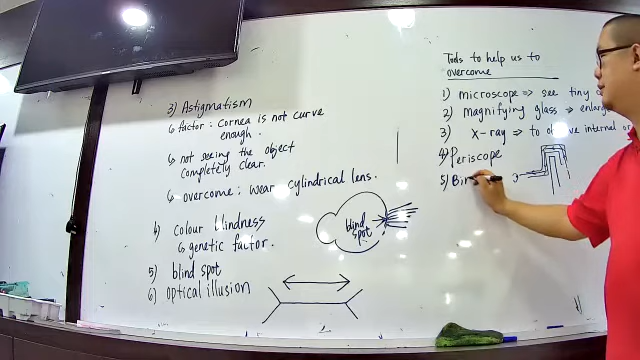 3) Astigmatism
factor : Cornea is not curve
enough.
not seeing the object
completely clear.
overcome : wear cylindrical lens.
4) colour blindness
genetic factor.
5) blind spot
6) optical illusion
blind
spot
Tools to help us to
overcome
1) microscope ⇒ see tiny
2) magnifying glass ⇒
3) X-ray ⇒ to internal
4) Periscope
5) Bin